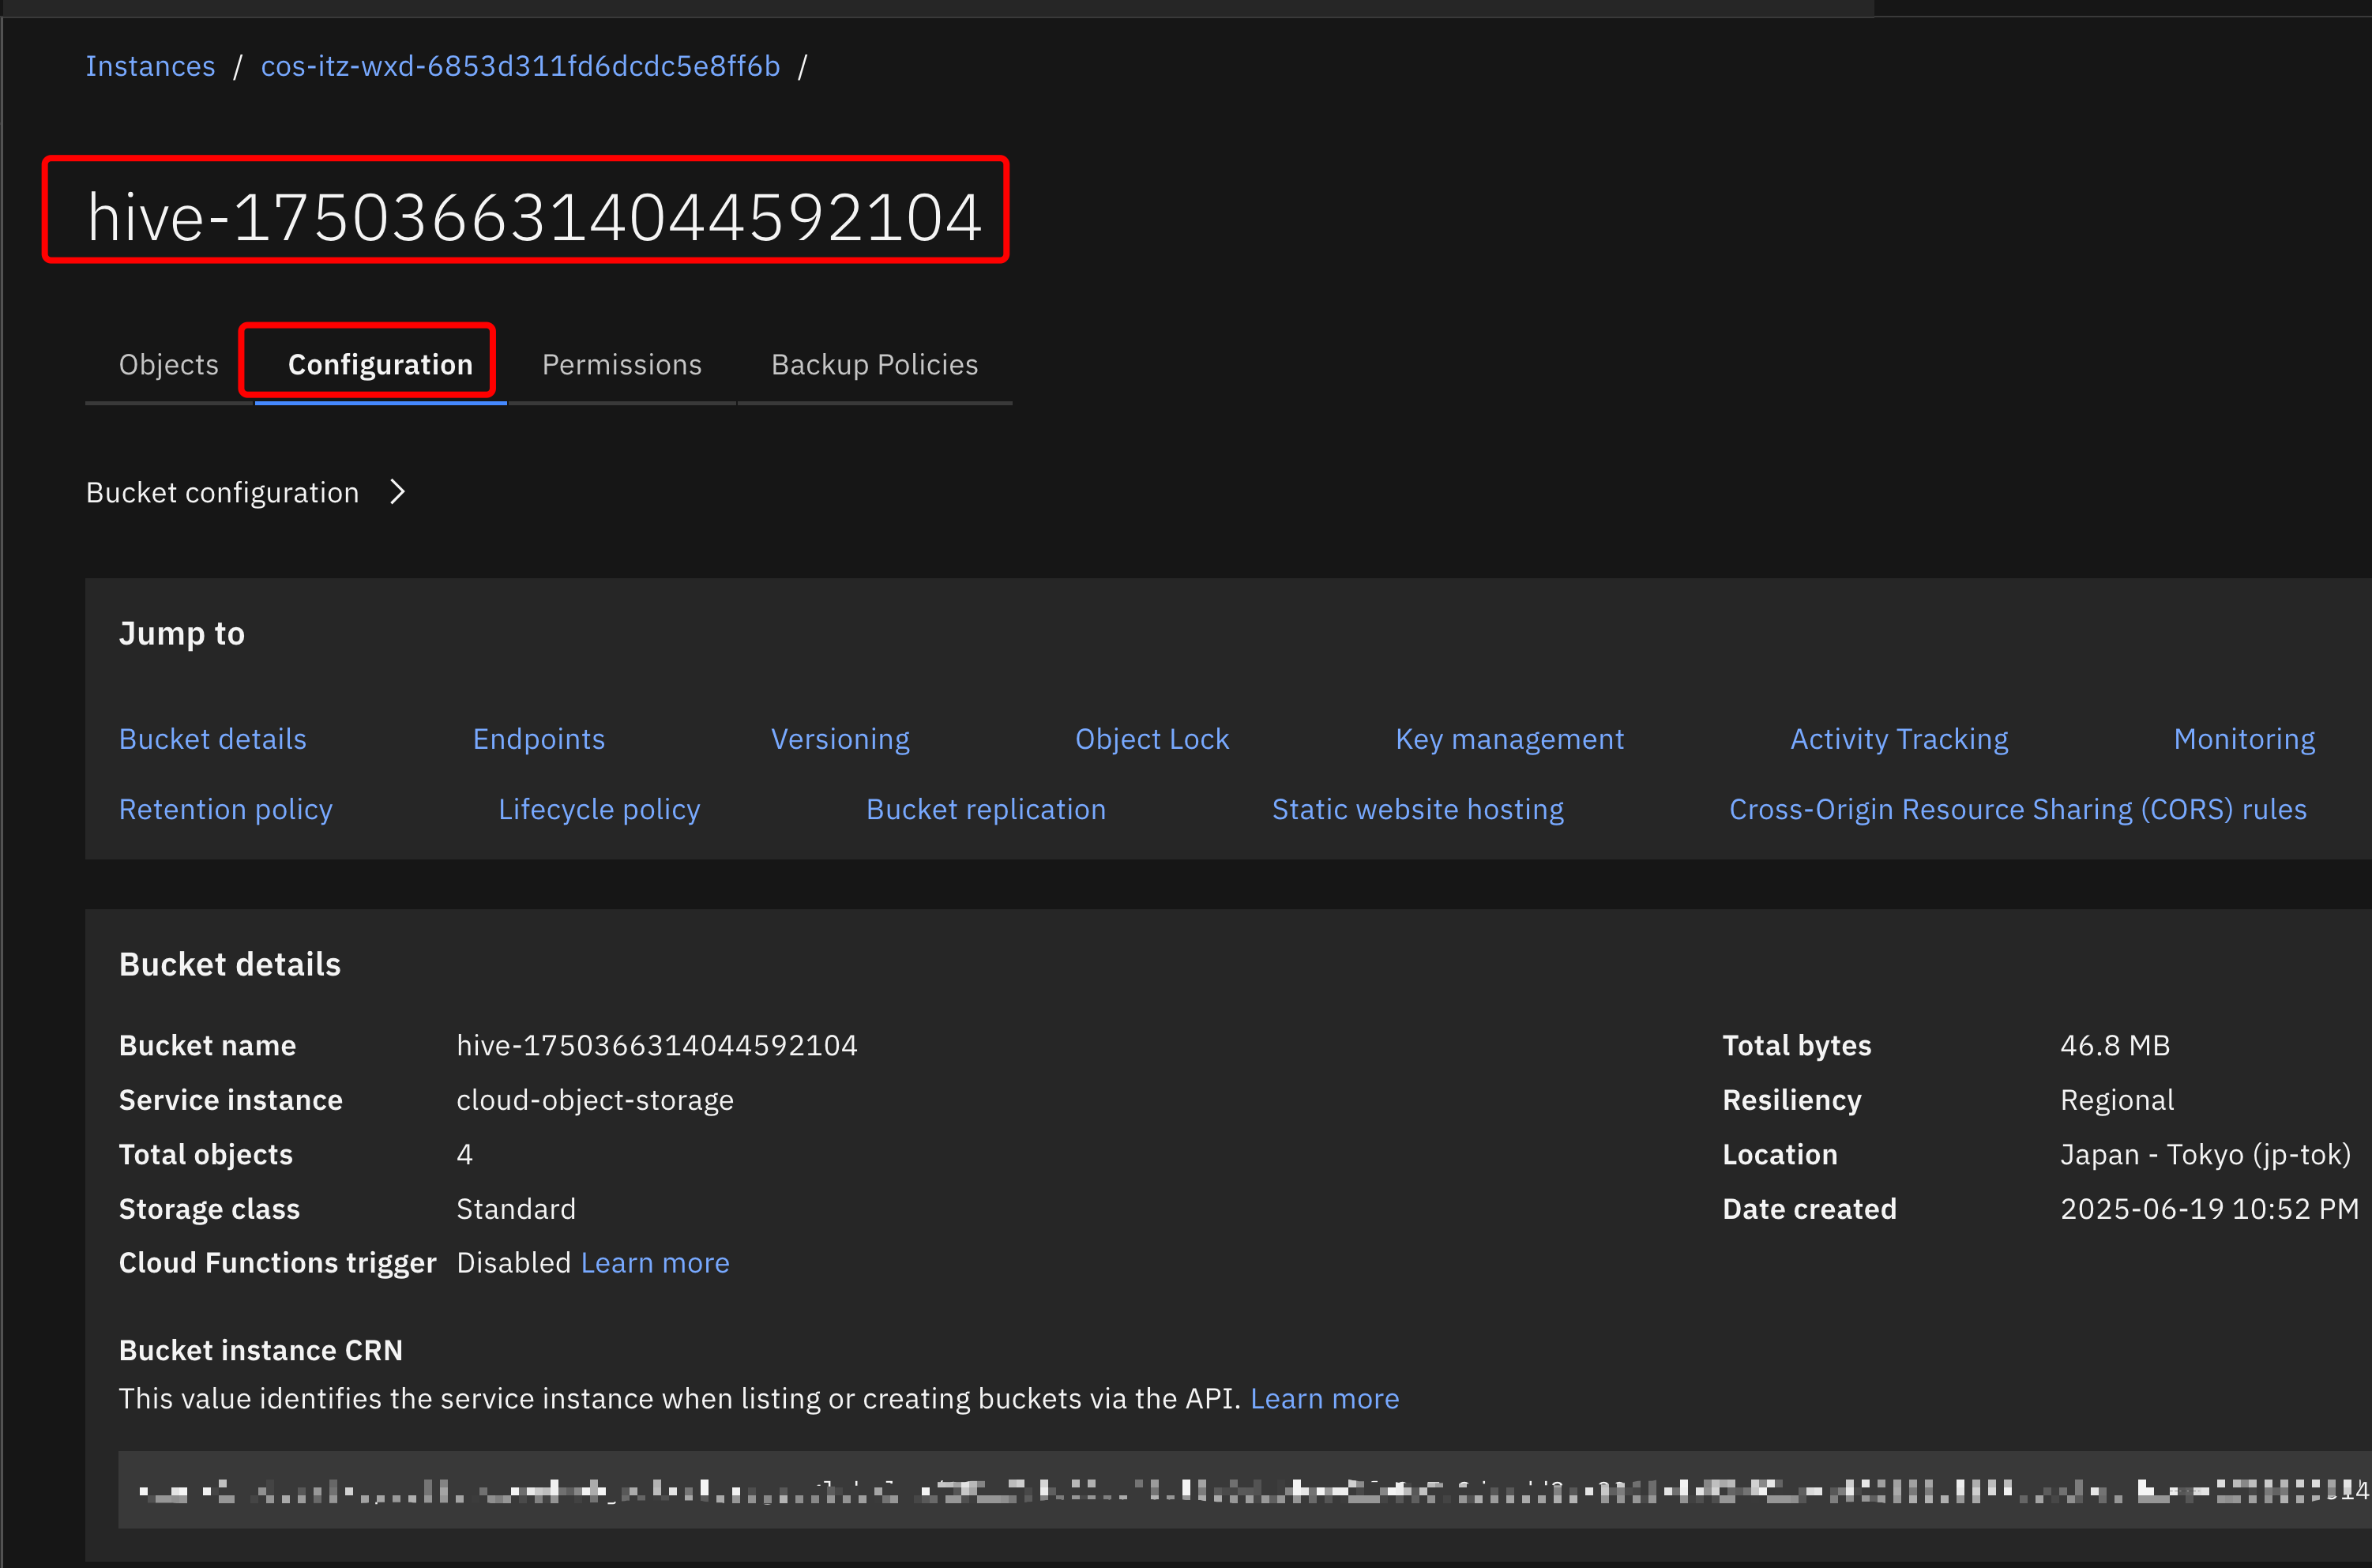 Instances / cos-itz-wxd-6853d311fd6dcdc5e8ff6b /
hive-1750366314044592104
Objects Configuration Permissions Backup Policies
Bucket configuration
Jump to
Bucket details Endpoints Versioning Object Lock Key management Activity Tracking Monitoring
Retention policy Lifecycle policy Bucket replication Static website hosting Cross-Origin Resource Sharing (CORS) rules
Bucket details
Bucket name hive-1750366314044592104 Total bytes 46.8 MB
Service instance cloud-object-storage Resiliency Regional
Total objects 4 Location Japan - Tokyo (jp-tok)
Storage class Standard Date created 2025-06-19 10:52 PM
Cloud Functions trigger Disabled Learn more
Bucket instance CRN
This value identifies the service instance when listing or creating buckets via the API. Learn more